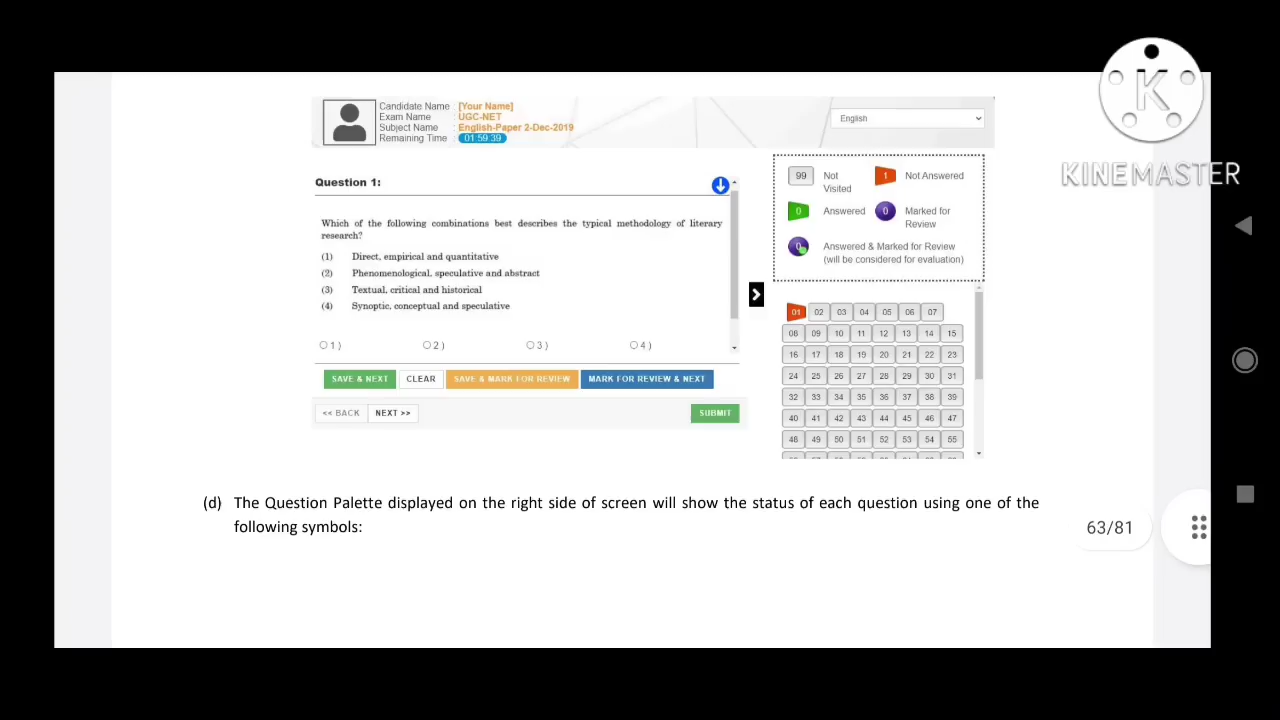 Candidate Name : [Your Name]
Exam Name : UGC-NET
Subject Name : English-Paper 2-Dec-2019
Remaining Time : 01:59:39
English
K
KINEMASTER
Question 1:
Which of the following combinations best describes the typical methodology of literary
research?
(1) Direct, empirical and quantitative
(2) Phenomenological, speculative and abstract
(3) Textual, critical and historical
(4) Synoptic, conceptual and speculative
1 ) 2 ) 3 ) 4 )
SAVE & NEXT CLEAR SAVE & MARK FOR REVIEW MARK FOR REVIEW & NEXT
<< BACK NEXT >> SUBMIT
99 Not Visited 1 Not Answered
0 Answered 0 Marked for Review
0 Answered & Marked for Review
(will be considered for evaluation)
01 02 03 04 05 06 07
08 09 10 11 12 13 14 15
16 17 18 19 20 21 22 23
24 25 26 27 28 29 30 31
32 33 34 35 36 37 38 39
40 41 42 43 44 45 46 47
48 49 50 51 52 53 54 55
(d) The Question Palette displayed on the right side of screen will show the status of each question using one of the
following symbols:
63/81